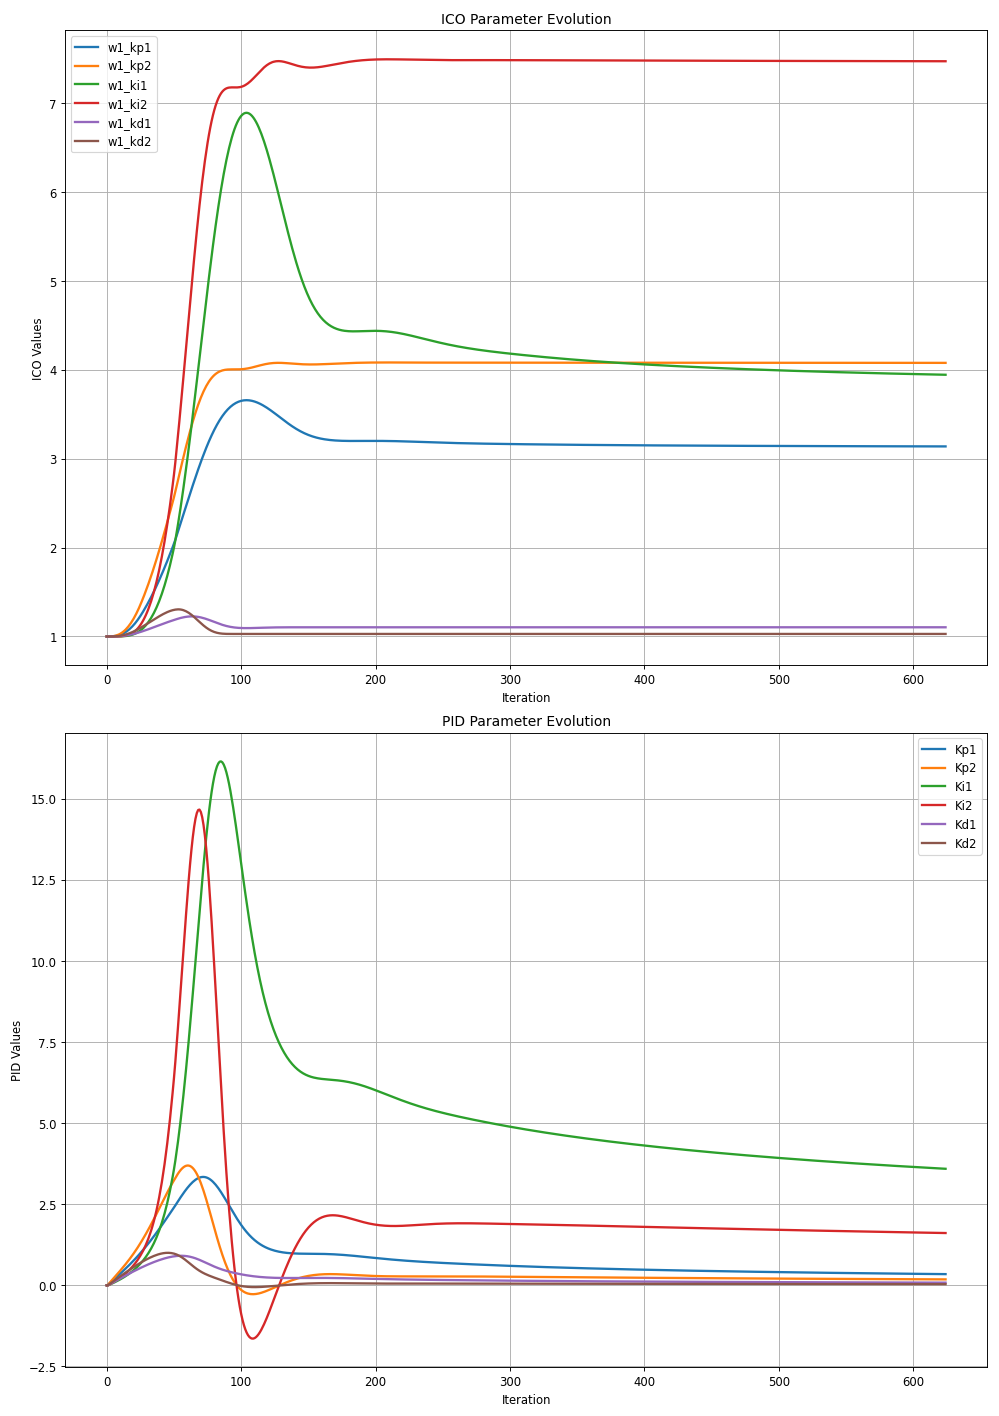 ICO Parameter Evolution
w1_kp1
w1_kp2
w1_ki1
w1_ki2
w1_kd1
w1_kd2
7
6
5
4
3
2
1
ICO Values
0 100 200 300 400 500 600
Iteration
PID Parameter Evolution
Kp1
Kp2
Ki1
Ki2
Kd1
Kd2
15.0
12.5
10.0
7.5
5.0
2.5
0.0
−2.5
PID Values
0 100 200 300 400 500 600
Iteration